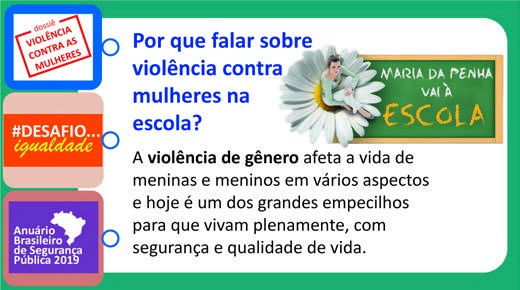 dossiê
VIOLÊNCIA
CONTRA AS
MULHERES
#DESAFIO...
igualdade
Anuário
Brasileiro
de Segurança
Pública 2019
Por que falar sobre
violência contra
mulheres na
escola?
MARIA DA PENHA
VAI À
ESCOLA
A violência de gênero afeta a vida de
meninas e meninos em vários aspectos
e hoje é um dos grandes empecilhos
para que vivam plenamente, com
segurança e qualidade de vida.